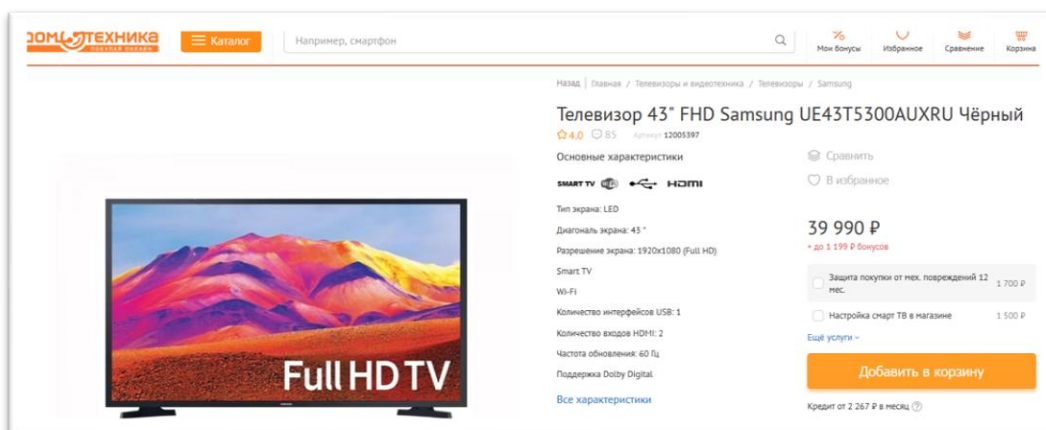 ДОМОТЕХНИКА
ПОКУПАЙ ОНЛАЙН
Каталог
Например, смартфон
Мои бонусы
Избранное
Сравнение
Корзина
Назад | Главная / Телевизоры и видеотехника / Телевизоры / Samsung
Телевизор 43" FHD Samsung UE43T5300AUXRU Чёрный
4.0 85 Артикул 12005397
Основные характеристики
Сравнить
SMART TV Wi Fi HDMI
В избранное
Тип экрана: LED
Диагональ экрана: 43 "
39 990 ₽
Разрешение экрана: 1920x1080 (Full HD)
+ до 1 199 ₽ бонусов
Smart TV
Защита покупки от мех. повреждений 12
мес.
1 700 ₽
Wi-Fi
Количество интерфейсов USB: 1
Настройка смарт ТВ в магазине 1 500 ₽
Количество входов HDMI: 2
Ещё услуги
Частота обновления: 60 Гц
Поддержка Dolby Digital
Добавить в корзину
Все характеристики
Кредит от 2 267 ₽ в месяц ?
Full HD TV
SAMSUNG